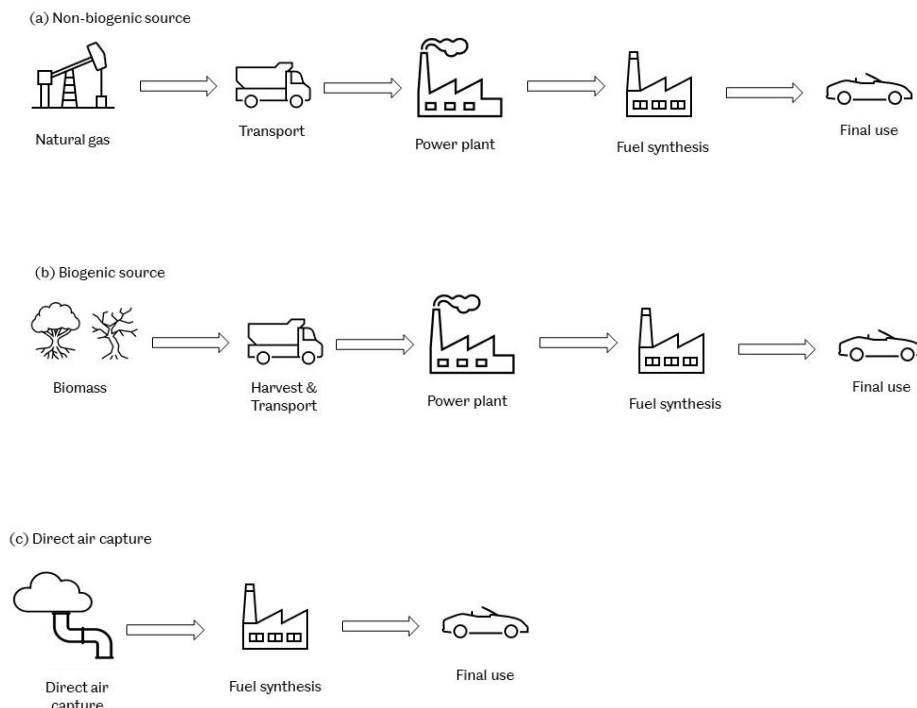 (a) Non-biogenic source
Natural gas
Transport
Power plant
Fuel synthesis
Final use
(b) Biogenic source
Biomass
Harvest &
Transport
Power plant
Fuel synthesis
Final use
(c) Direct air capture
Direct air
capture
Fuel synthesis
Final use